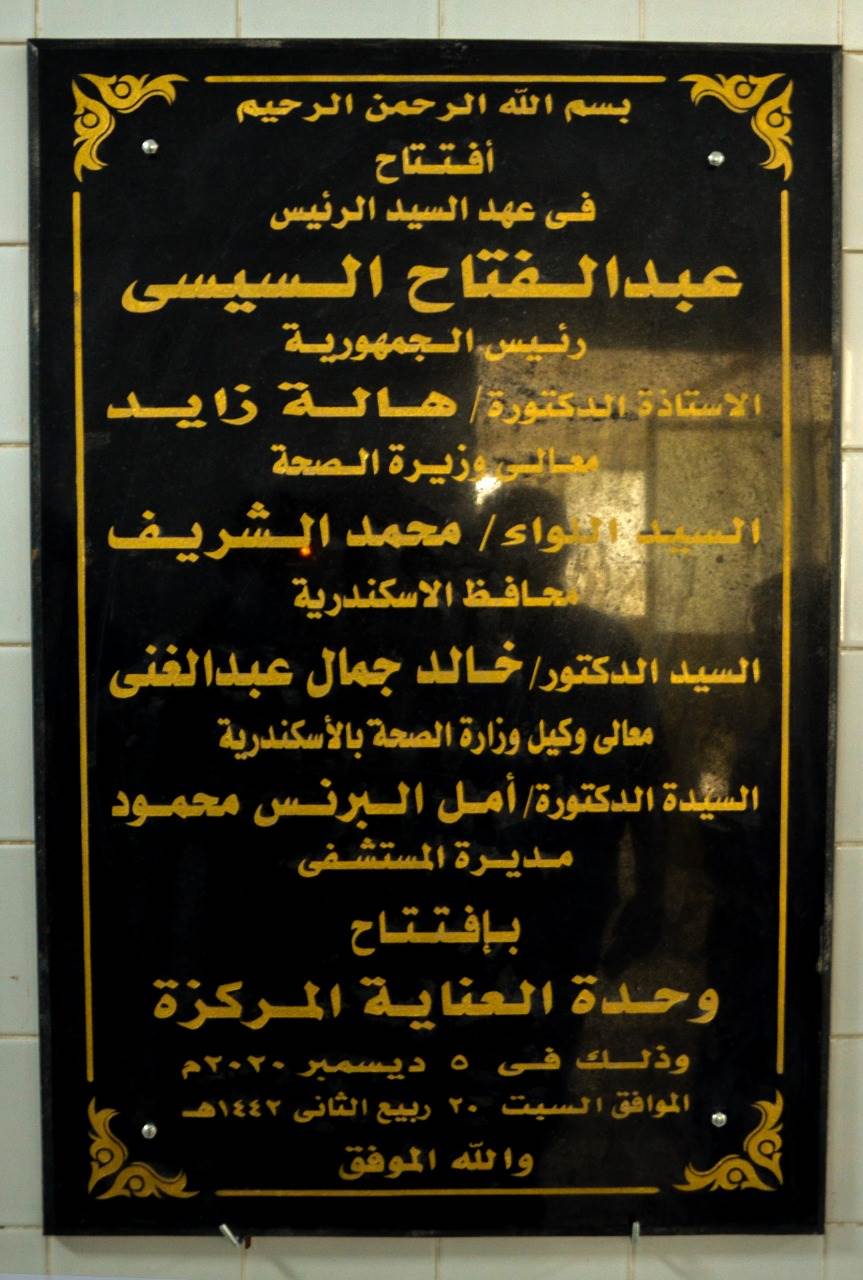 بسم الله الرحمن الرحيم
أفتتاح
فى عهد السيد الرئيس
عبدالفتاح السيسى
رئيس الجمهورية
الاستاذة الدكتورة/ هالة زايد
معالى وزيرة الصحة
السيد اللواء/ محمد الشريف
محافظ الاسكندرية
السيد الدكتور/ خالد جمال عبدالغنى
معالى وكيل وزارة الصحة بالأسكندرية
السيدة الدكتورة/ أمل البرنس محمود
مديرة المستشفى
بإفتتاح
وحدة العناية المركزة
وذلك فى ٥ ديسمبر ٢٠٢٠م
الموافق السبت ٢٠ ربيع الثانى ١٤٤٢هـ
والله الموفق